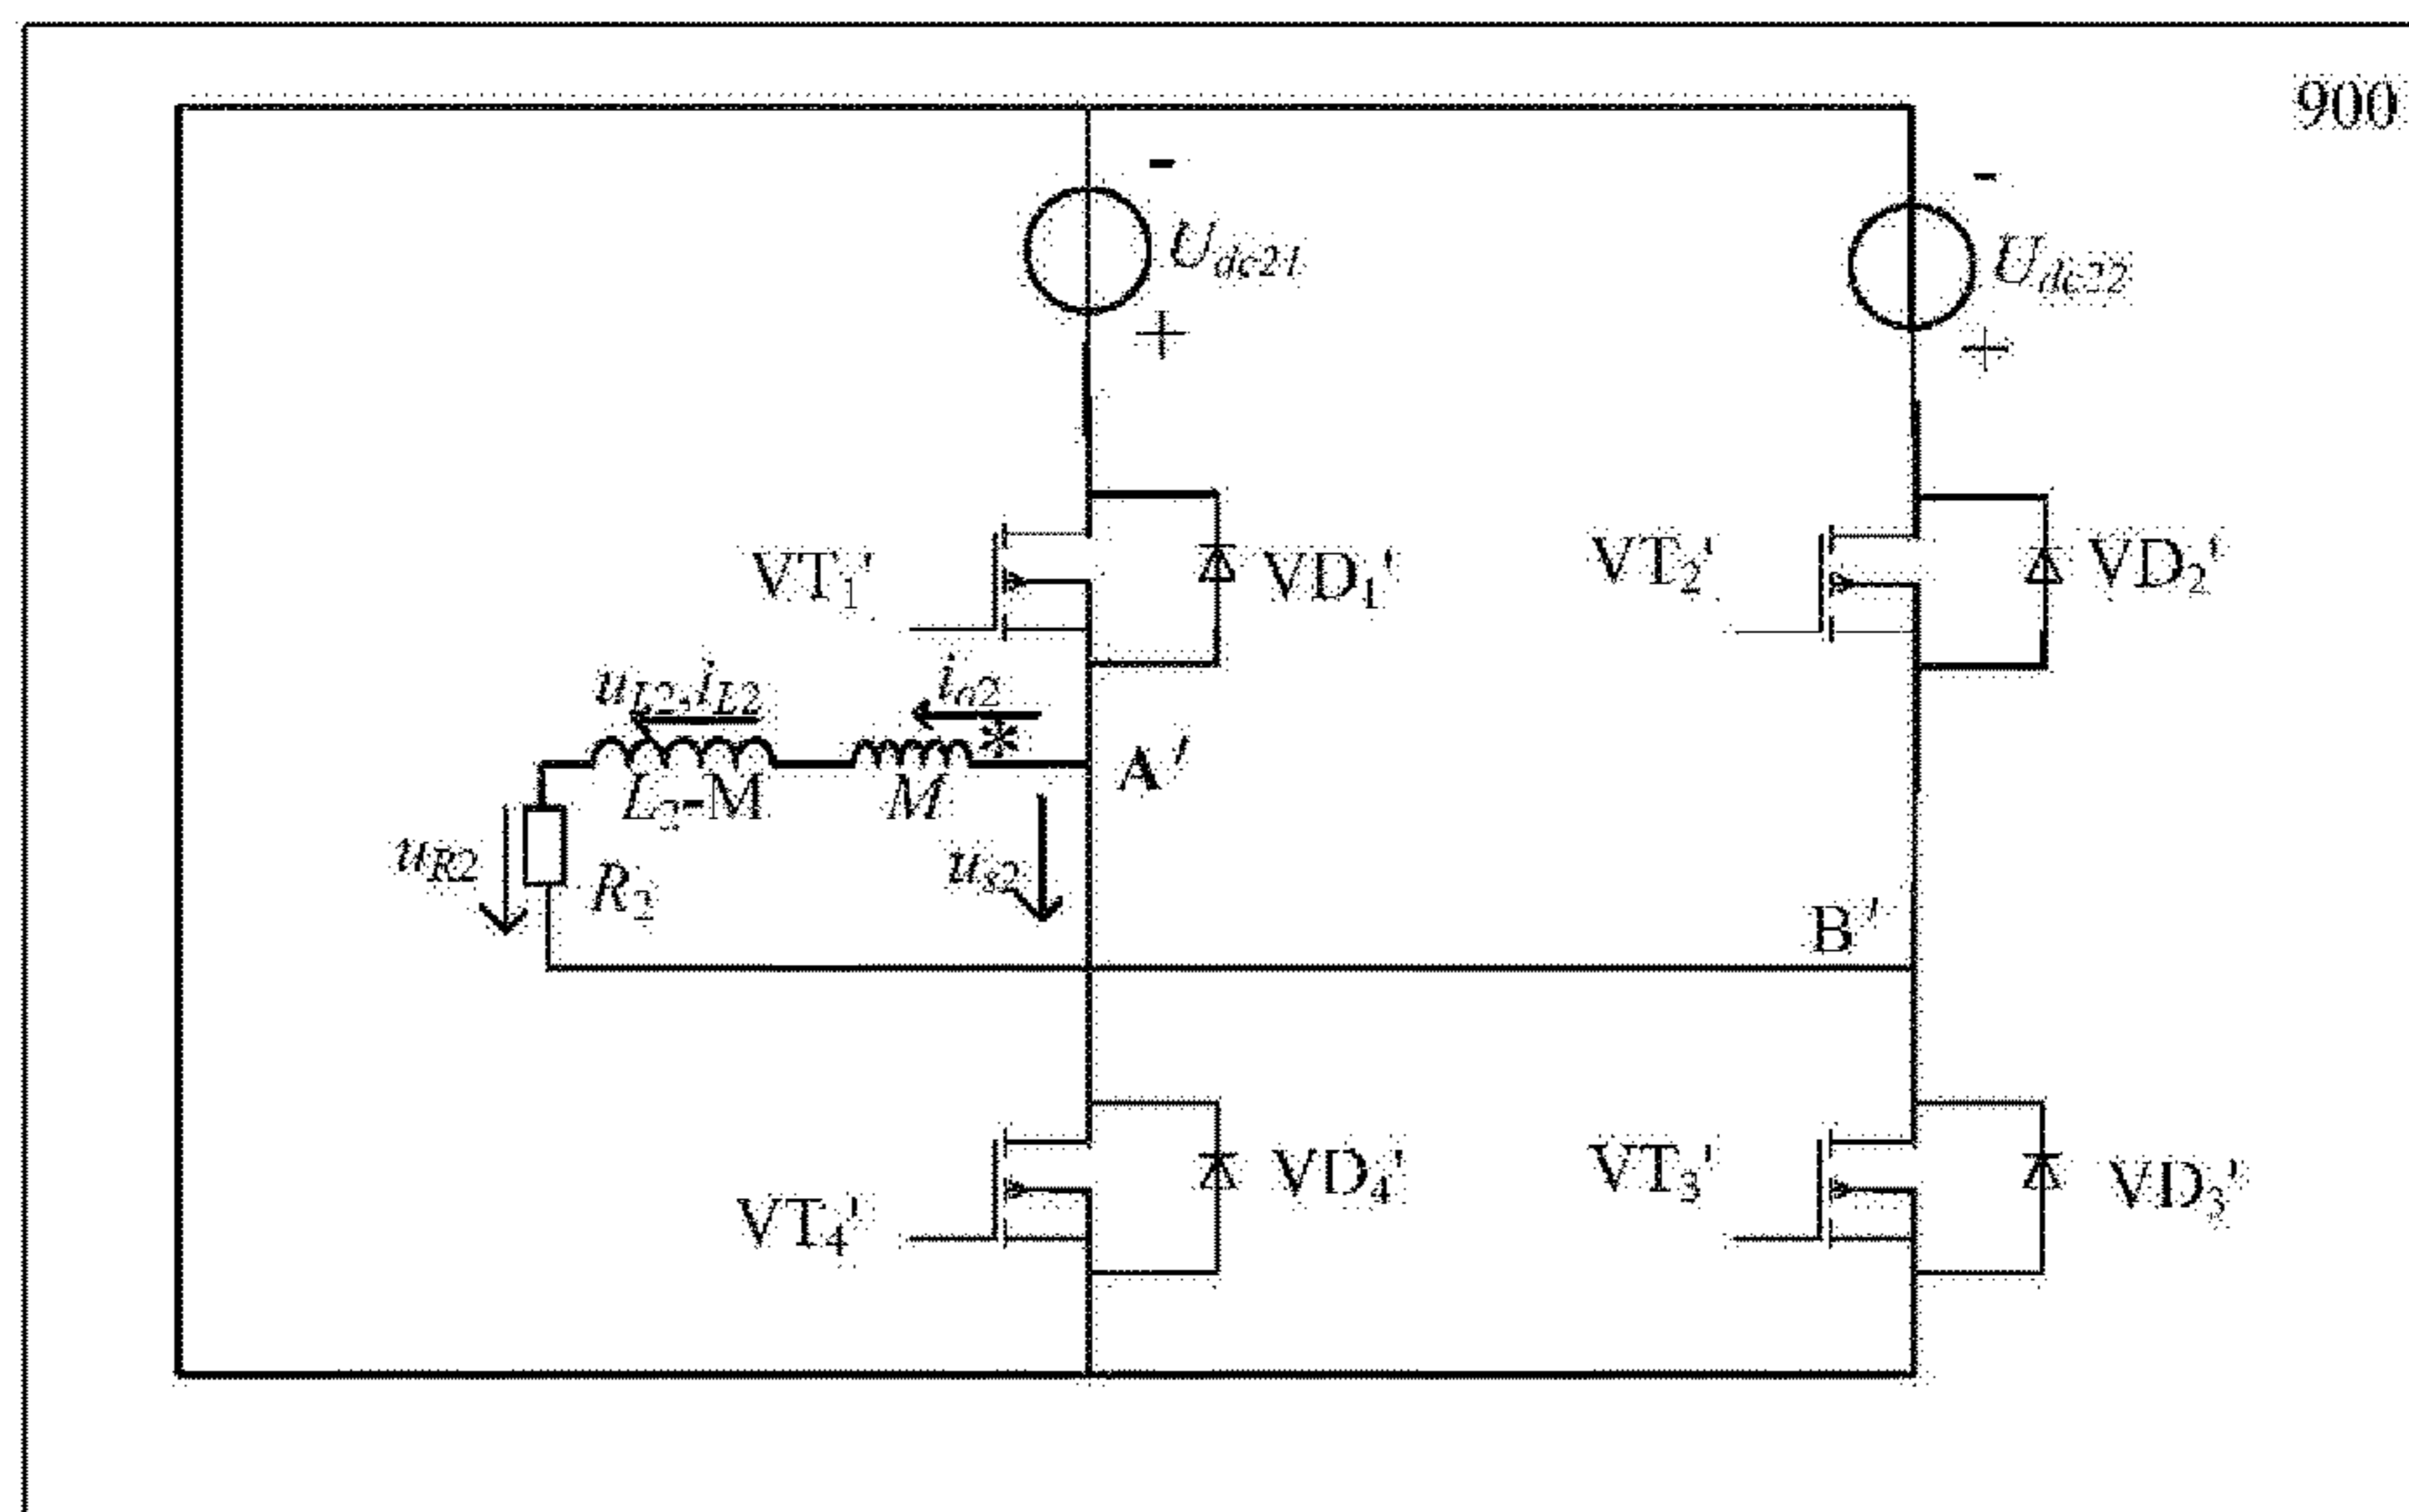 900
-
U_dc21
+
-
U_dc22
+
VT₁'
VD₁'
VT₂'
VD₂'
u_L2, i_L2
i_o2
*
L₂-M
M
A'
u_R2
R₂
u_s2
B'
VT₄'
VD₄'
VT₃'
VD₃'